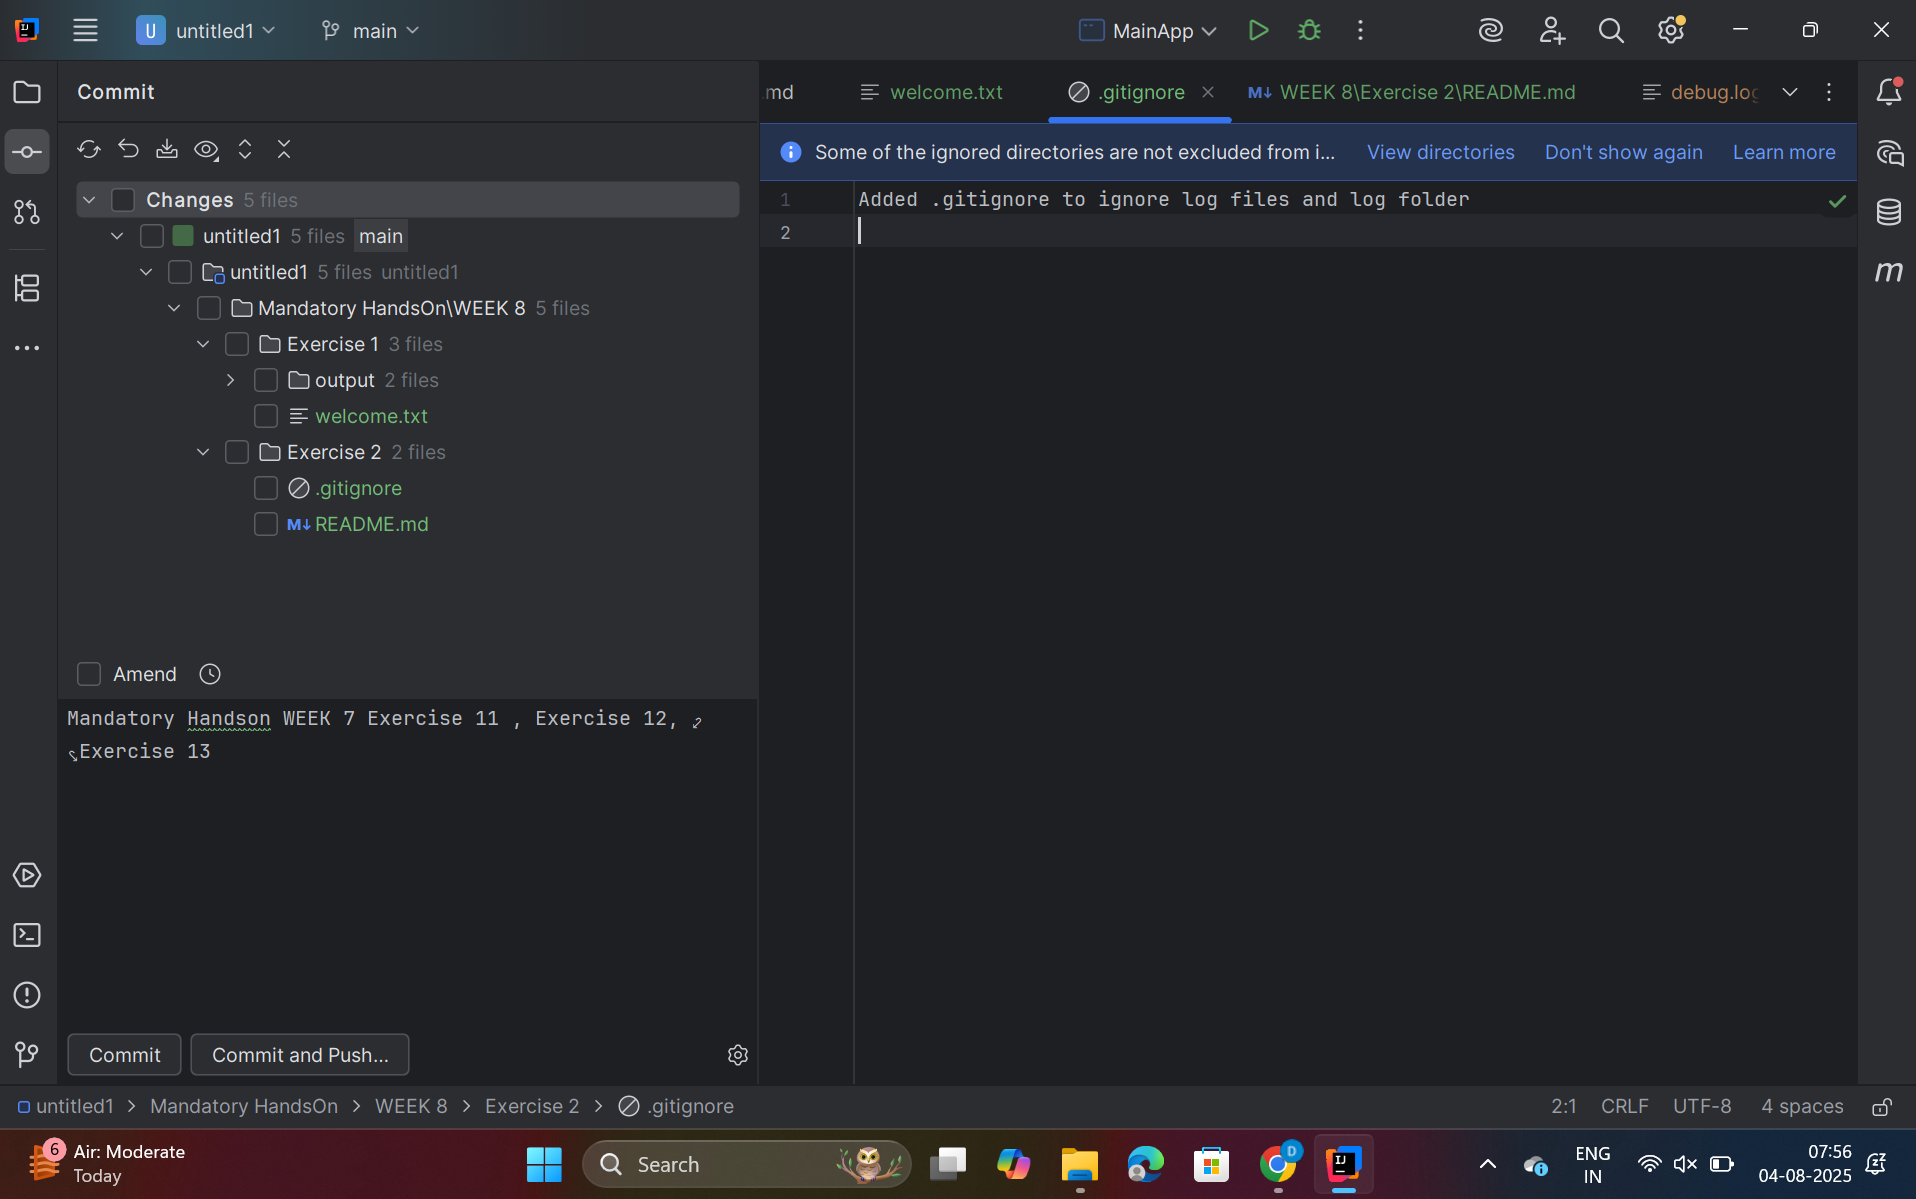 U untitled1 main MainApp
Commit
.md welcome.txt .gitignore M↓ WEEK 8\Exercise 2\README.md debug.log
Some of the ignored directories are not excluded from i... View directories Don't show again Learn more
Changes 5 files
untitled1 5 files main
untitled1 5 files untitled1
Mandatory HandsOn\WEEK 8 5 files
Exercise 1 3 files
output 2 files
welcome.txt
Exercise 2 2 files
.gitignore
M↓ README.md
1 Added .gitignore to ignore log files and log folder
2
m
Amend
Mandatory Handson WEEK 7 Exercise 11 , Exercise 12,
Exercise 13
Commit Commit and Push...
untitled1 > Mandatory HandsOn > WEEK 8 > Exercise 2 > .gitignore 2:1 CRLF UTF-8 4 spaces
6 Air: Moderate
Today
Search
D
IJ
ENG
IN
07:56
04-08-2025